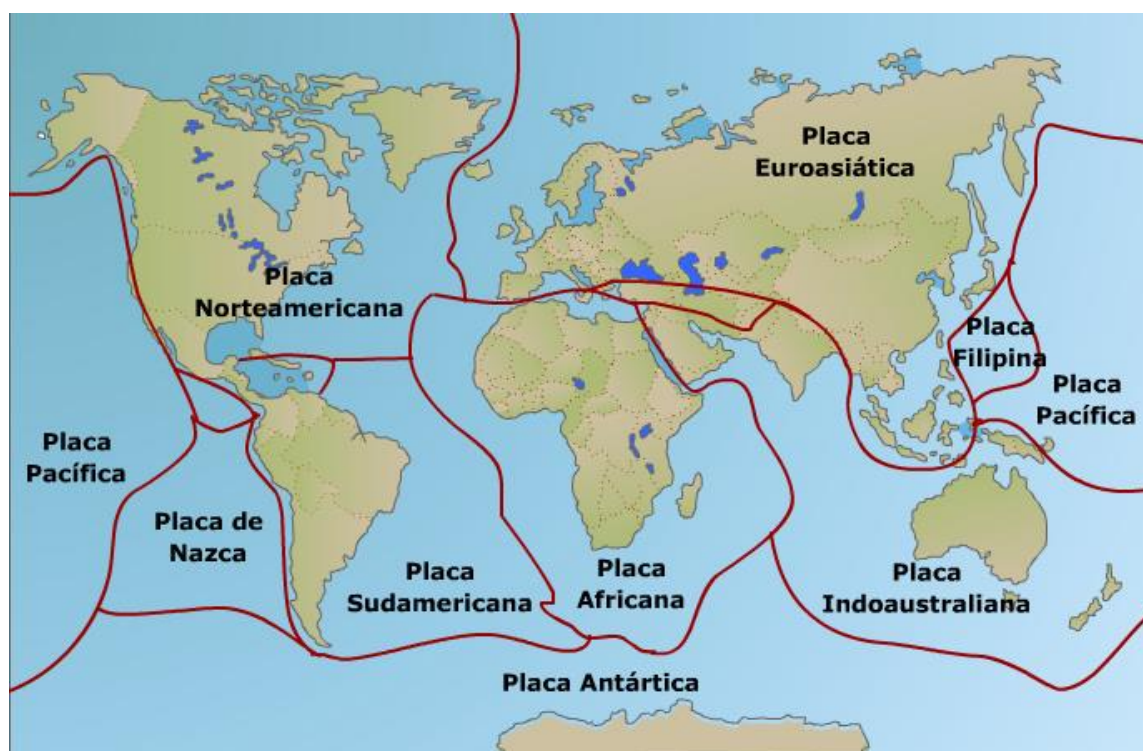 Placa
Euroasiática
Placa
Norteamericana
Placa
Filipina
Placa
Pacífica
Placa
Pacífica
Placa de
Nazca
Placa
Sudamericana
Placa
Africana
Placa
Indoaustraliana
Placa Antártica